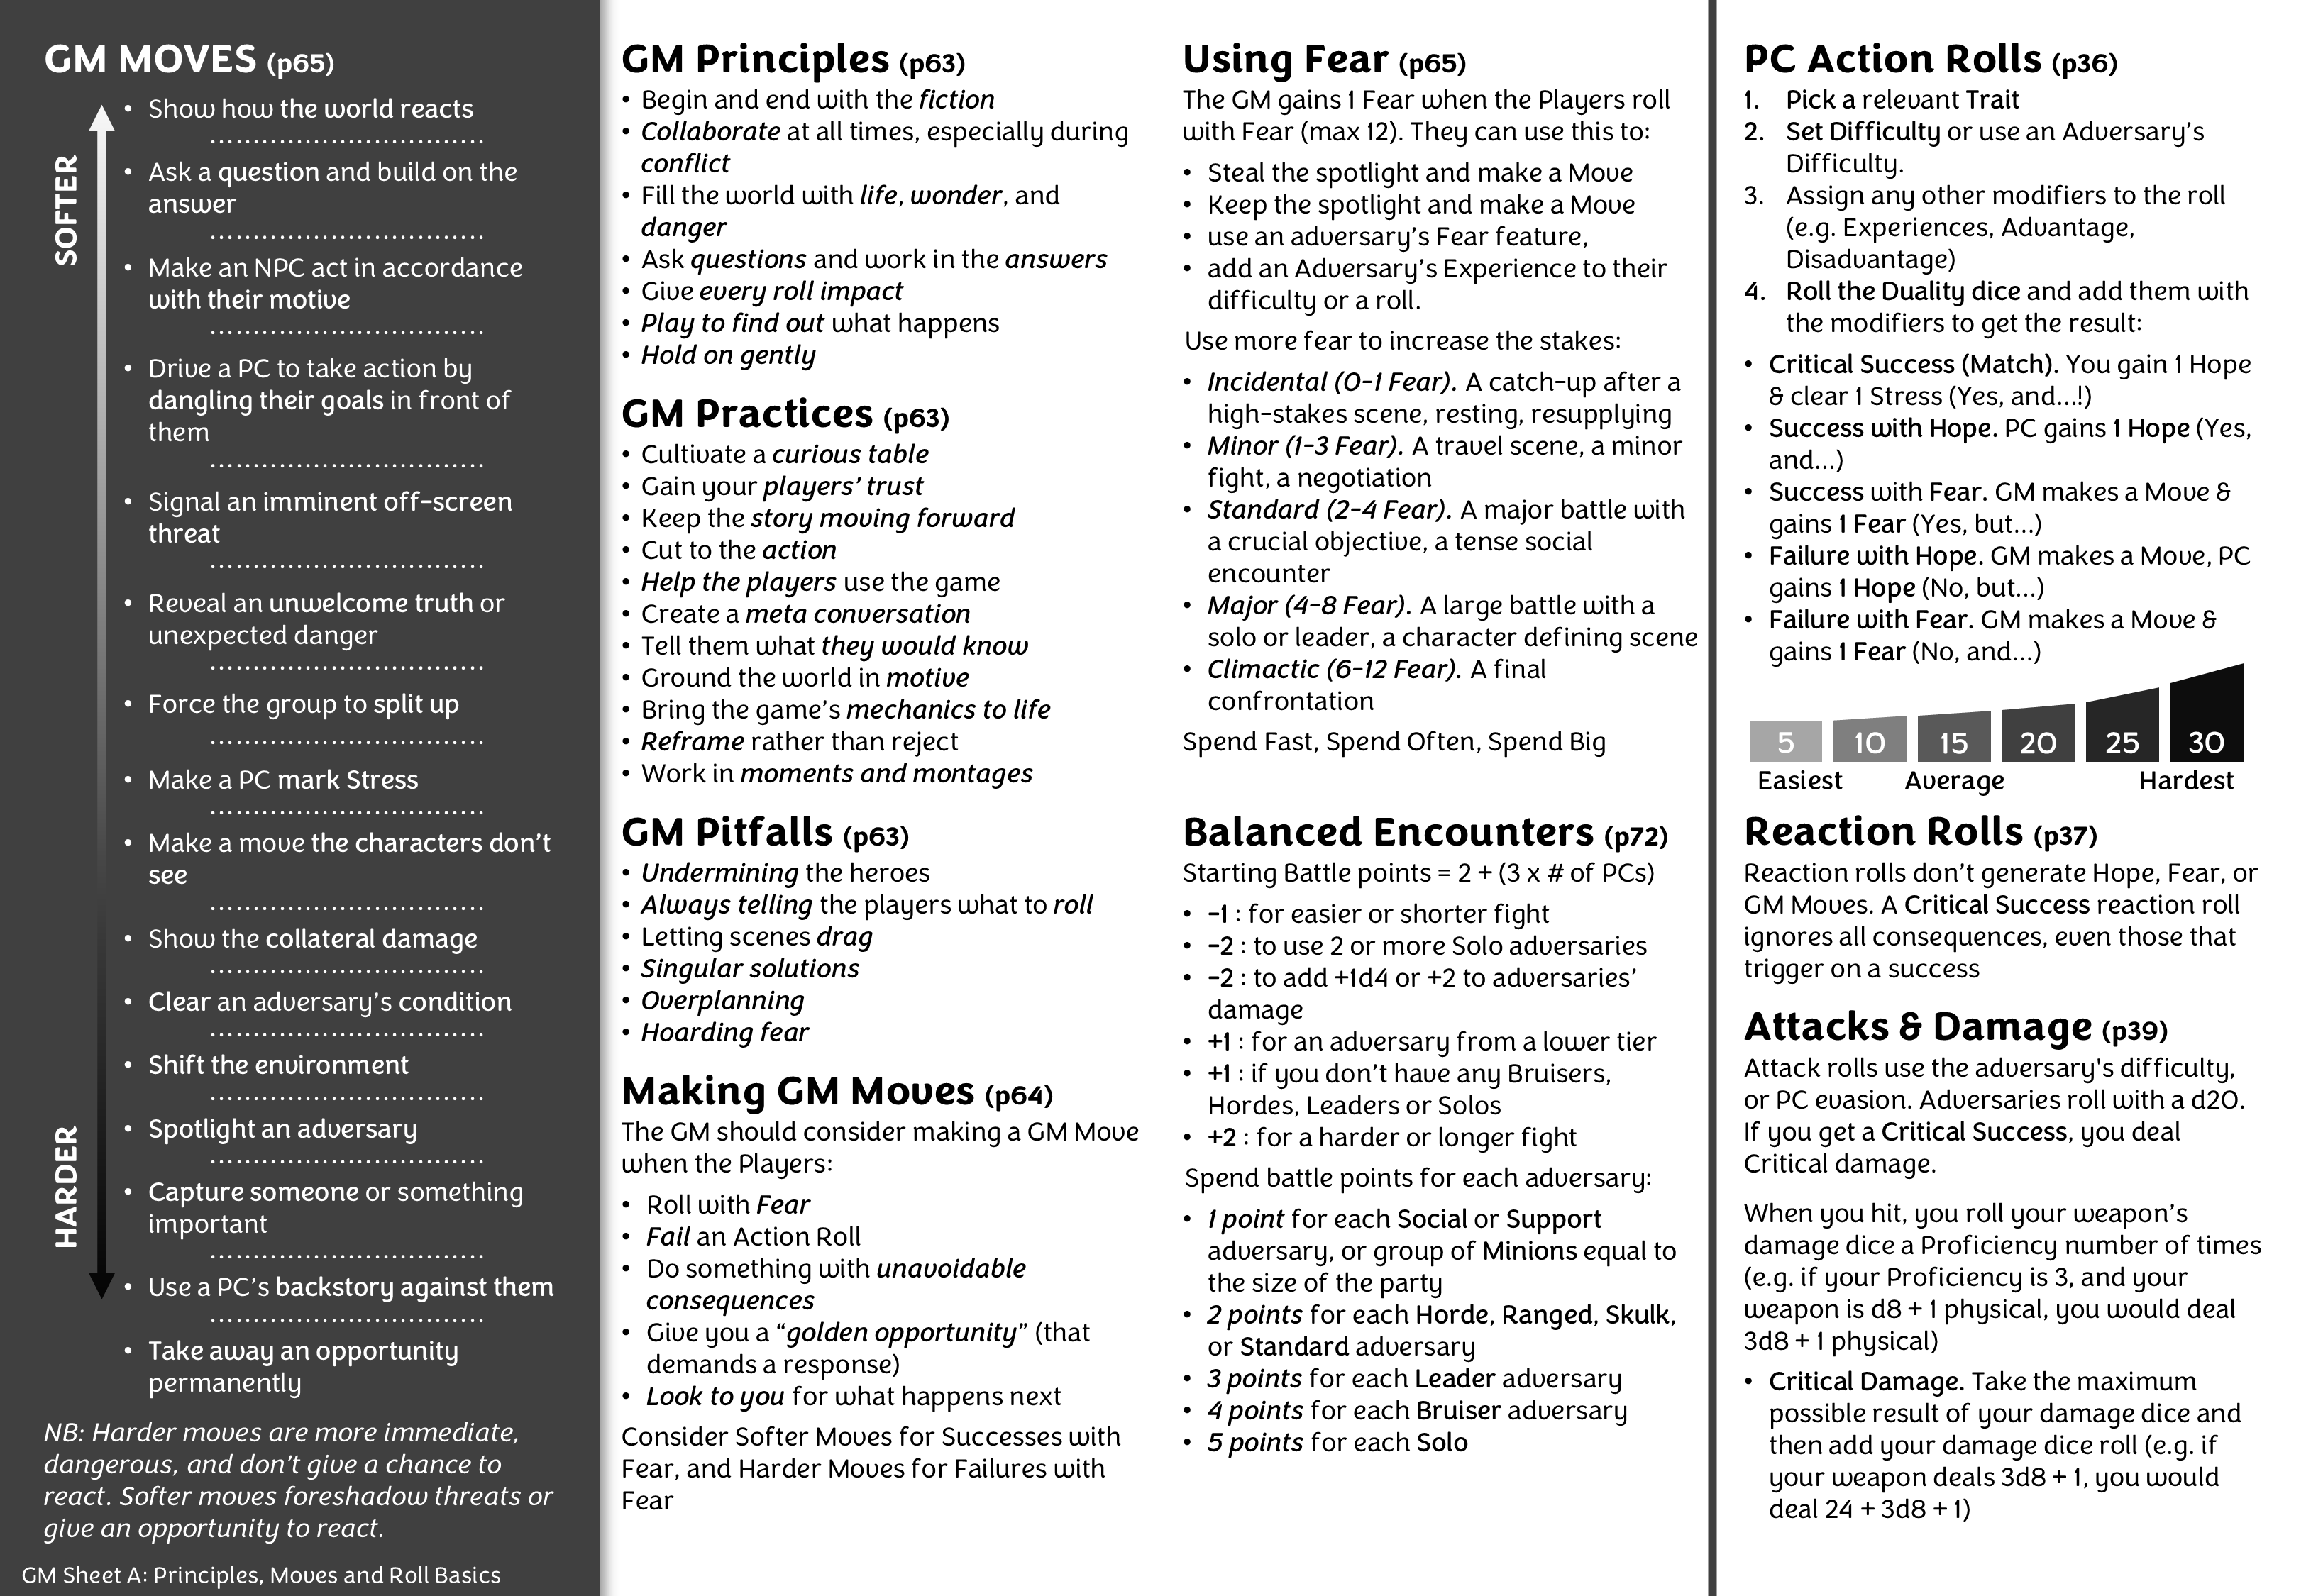 GM MOVES (p65)
SOFTER
HARDER
• Show how the world reacts
................................
• Ask a question and build on the
answer
................................
• Make an NPC act in accordance
with their motive
................................
• Drive a PC to take action by
dangling their goals in front of
them
................................
• Signal an imminent off-screen
threat
................................
• Reveal an unwelcome truth or
unexpected danger
................................
• Force the group to split up
................................
• Make a PC mark Stress
................................
• Make a move the characters don't
see
................................
• Show the collateral damage
................................
• Clear an adversary's condition
................................
• Shift the environment
................................
• Spotlight an adversary
................................
• Capture someone or something
important
................................
• Use a PC's backstory against them
................................
• Take away an opportunity
permanently
NB: Harder moves are more immediate,
dangerous, and don't give a chance to
react. Softer moves foreshadow threats or
give an opportunity to react.
GM Sheet A: Principles, Moves and Roll Basics
GM Principles (p63)
• Begin and end with the fiction
• Collaborate at all times, especially during
conflict
• Fill the world with life, wonder, and
danger
• Ask questions and work in the answers
• Give every roll impact
• Play to find out what happens
• Hold on gently
GM Practices (p63)
• Cultivate a curious table
• Gain your players' trust
• Keep the story moving forward
• Cut to the action
• Help the players use the game
• Create a meta conversation
• Tell them what they would know
• Ground the world in motive
• Bring the game's mechanics to life
• Reframe rather than reject
• Work in moments and montages
GM Pitfalls (p63)
• Undermining the heroes
• Always telling the players what to roll
• Letting scenes drag
• Singular solutions
• Overplanning
• Hoarding fear
Making GM Moves (p64)
The GM should consider making a GM Move
when the Players:
• Roll with Fear
• Fail an Action Roll
• Do something with unavoidable
consequences
• Give you a “golden opportunity” (that
demands a response)
• Look to you for what happens next
Consider Softer Moves for Successes with
Fear, and Harder Moves for Failures with
Fear
Using Fear (p65)
The GM gains 1 Fear when the Players roll
with Fear (max 12). They can use this to:
• Steal the spotlight and make a Move
• Keep the spotlight and make a Move
• use an adversary's Fear feature,
• add an Adversary's Experience to their
difficulty or a roll.
Use more fear to increase the stakes:
• Incidental (0-1 Fear). A catch-up after a
high-stakes scene, resting, resupplying
• Minor (1-3 Fear). A travel scene, a minor
fight, a negotiation
• Standard (2-4 Fear). A major battle with
a crucial objective, a tense social
encounter
• Major (4-8 Fear). A large battle with a
solo or leader, a character defining scene
• Climactic (6-12 Fear). A final
confrontation
Spend Fast, Spend Often, Spend Big
Balanced Encounters (p72)
Starting Battle points = 2 + (3 x # of PCs)
• -1 : for easier or shorter fight
• -2 : to use 2 or more Solo adversaries
• -2 : to add +1d4 or +2 to adversaries'
damage
• +1 : for an adversary from a lower tier
• +1 : if you don't have any Bruisers,
Hordes, Leaders or Solos
• +2 : for a harder or longer fight
Spend battle points for each adversary:
• 1 point for each Social or Support
adversary, or group of Minions equal to
the size of the party
• 2 points for each Horde, Ranged, Skulk,
or Standard adversary
• 3 points for each Leader adversary
• 4 points for each Bruiser adversary
• 5 points for each Solo
PC Action Rolls (p36)
1. Pick a relevant Trait
2. Set Difficulty or use an Adversary's
Difficulty.
3. Assign any other modifiers to the roll
(e.g. Experiences, Advantage,
Disadvantage)
4. Roll the Duality dice and add them with
the modifiers to get the result:
• Critical Success (Match). You gain 1 Hope
& clear 1 Stress (Yes, and...!)
• Success with Hope. PC gains 1 Hope (Yes,
and...)
• Success with Fear. GM makes a Move &
gains 1 Fear (Yes, but...)
• Failure with Hope. GM makes a Move, PC
gains 1 Hope (No, but...)
• Failure with Fear. GM makes a Move &
gains 1 Fear (No, and...)
5 10 15 20 25 30
Easiest Average Hardest
Reaction Rolls (p37)
Reaction rolls don't generate Hope, Fear, or
GM Moves. A Critical Success reaction roll
ignores all consequences, even those that
trigger on a success
Attacks & Damage (p39)
Attack rolls use the adversary's difficulty,
or PC evasion. Adversaries roll with a d20.
If you get a Critical Success, you deal
Critical damage.
When you hit, you roll your weapon's
damage dice a Proficiency number of times
(e.g. if your Proficiency is 3, and your
weapon is d8 + 1 physical, you would deal
3d8 + 1 physical)
• Critical Damage. Take the maximum
possible result of your damage dice and
then add your damage dice roll (e.g. if
your weapon deals 3d8 + 1, you would
deal 24 + 3d8 + 1)